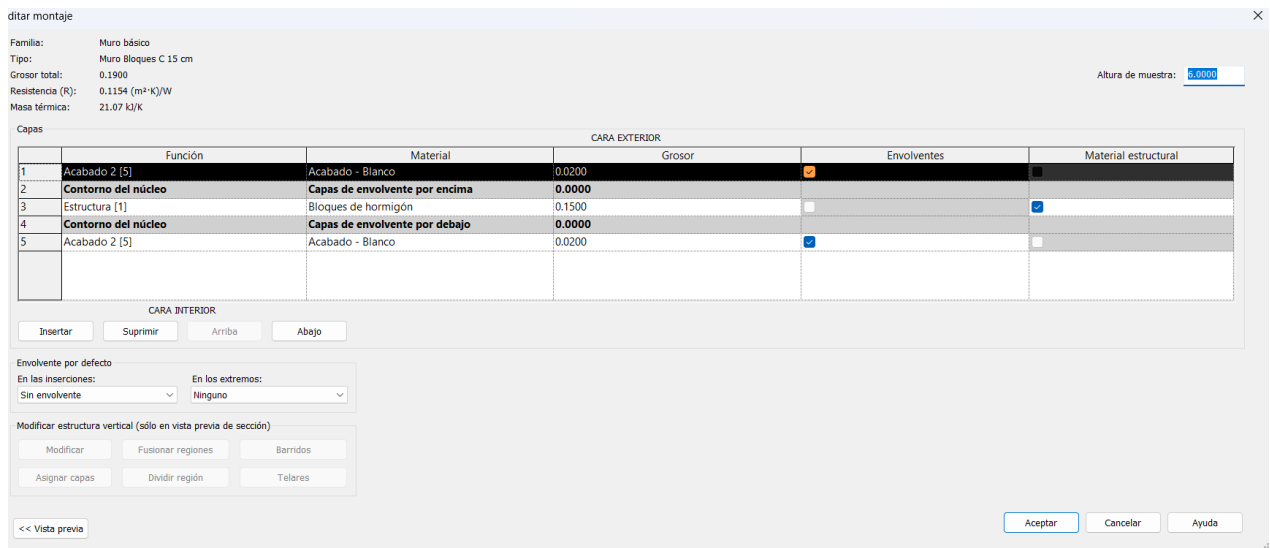 ditar montaje
Familia: Muro básico
Tipo: Muro Bloques C 15 cm
Grosor total: 0.1900
Resistencia (R): 0.1154 (m²·K)/W
Masa térmica: 21.07 kJ/K
Altura de muestra: 6.0000
Capas
CARA EXTERIOR
Función Material Grosor Envolventes Material estructural
1 Acabado 2 [5] Acabado - Blanco 0.0200
2 Contorno del núcleo Capas de envolvente por encima 0.0000
3 Estructura [1] Bloques de hormigón 0.1500
4 Contorno del núcleo Capas de envolvente por debajo 0.0000
5 Acabado 2 [5] Acabado - Blanco 0.0200
CARA INTERIOR
Insertar Suprimir Arriba Abajo
Envolvente por defecto
En las inserciones: En los extremos:
Sin envolvente Ninguno
Modificar estructura vertical (sólo en vista previa de sección)
Modificar Fusionar regiones Barridos
Asignar capas Dividir región Telares
<< Vista previa Aceptar Cancelar Ayuda